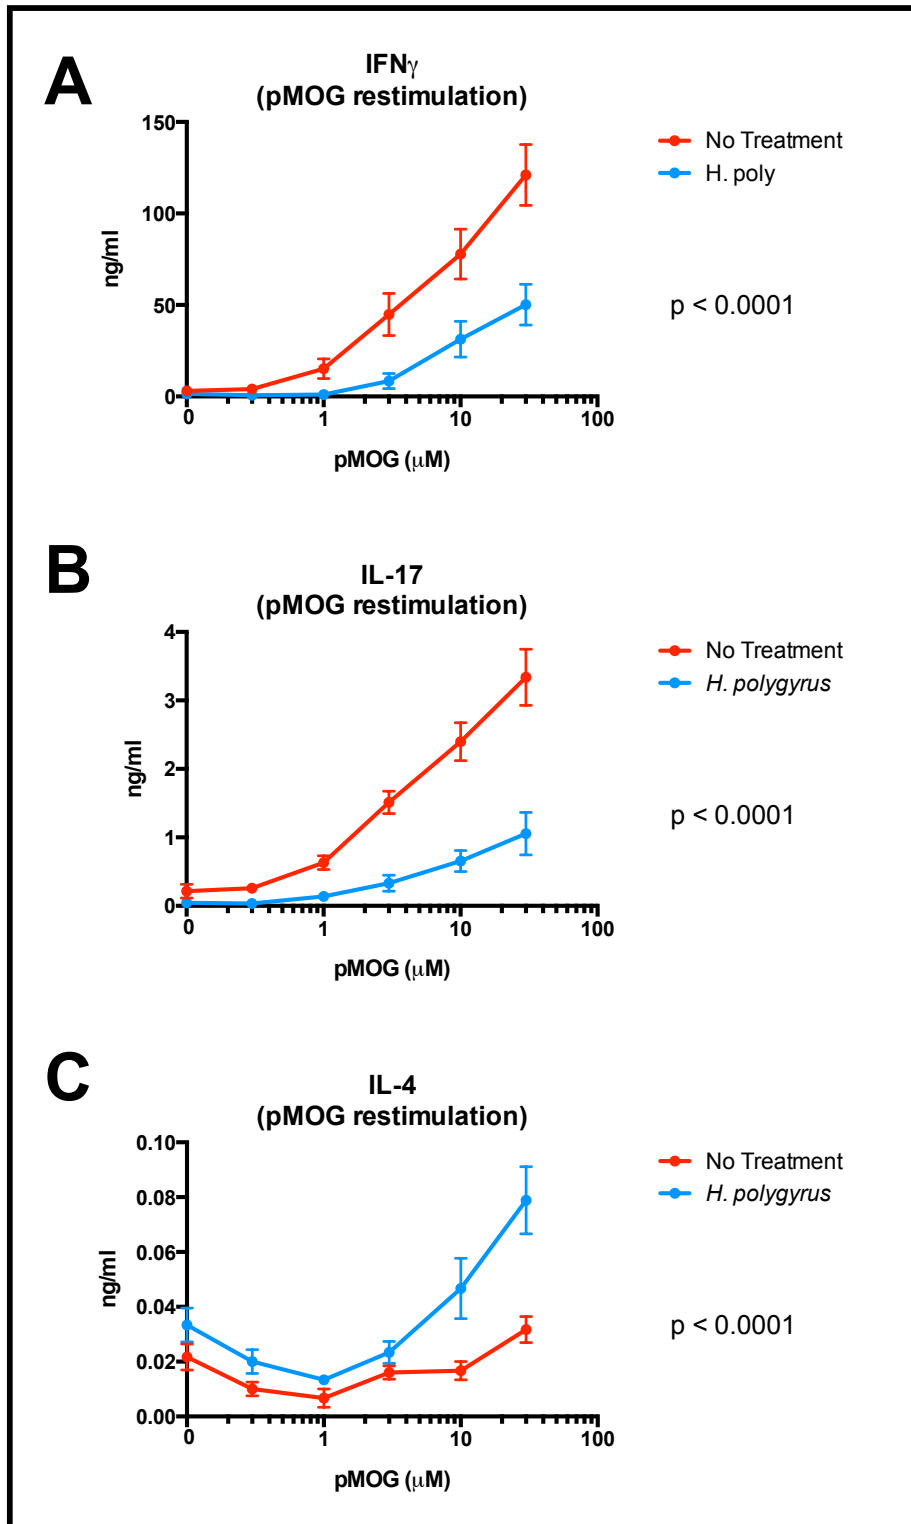 A
IFNγ
(pMOG restimulation)
150
100
50
0
ng/ml
0 1 10 100
pMOG (μM)
No Treatment
H. poly
p < 0.0001
B
IL-17
(pMOG restimulation)
4
3
2
1
0
ng/ml
0 1 10 100
pMOG (μM)
No Treatment
H. polygyrus
p < 0.0001
C
IL-4
(pMOG restimulation)
0.10
0.08
0.06
0.04
0.02
0.00
ng/ml
0 1 10 100
pMOG (μM)
No Treatment
H. polygyrus
p < 0.0001